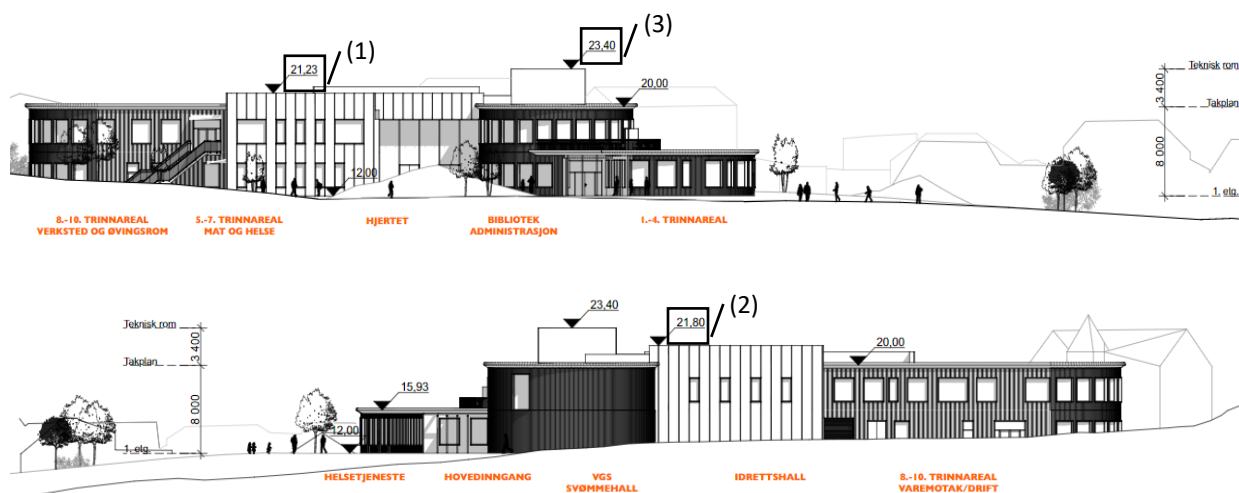 (1)
(3)
23,40
21,23
20,00
Teknisk rom
3 400
Takplan
8 000
12,00
1. etg.
8.-10. TRINNAREAL
VERKSTED OG ØVINGSROM
5.-7. TRINNAREAL
MAT OG HELSE
HJERTET
BIBLIOTEK
ADMINISTRASJON
1.-4. TRINNAREAL
(2)
23,40
21,80
Teknisk rom
3 400
Takplan
20,00
15,93
8 000
12,00
1. etg.
HELSETJENESTE
HOVEDINNGANG
VGS
SVØMMEHALL
IDRETTSHALL
8.-10. TRINNAREAL
VAREMOTAK/DRIFT